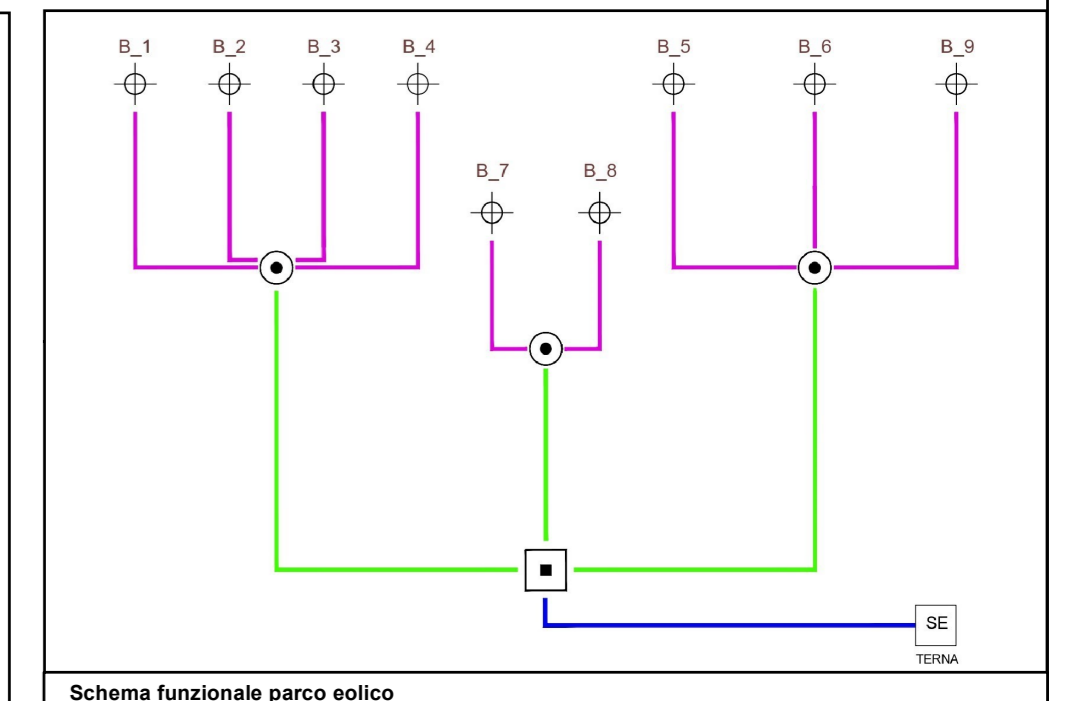 B_1
B_2
B_3
B_4
B_5
B_6
B_9
B_7
B_8
SE
TERNA
Schema funzionale parco eolico